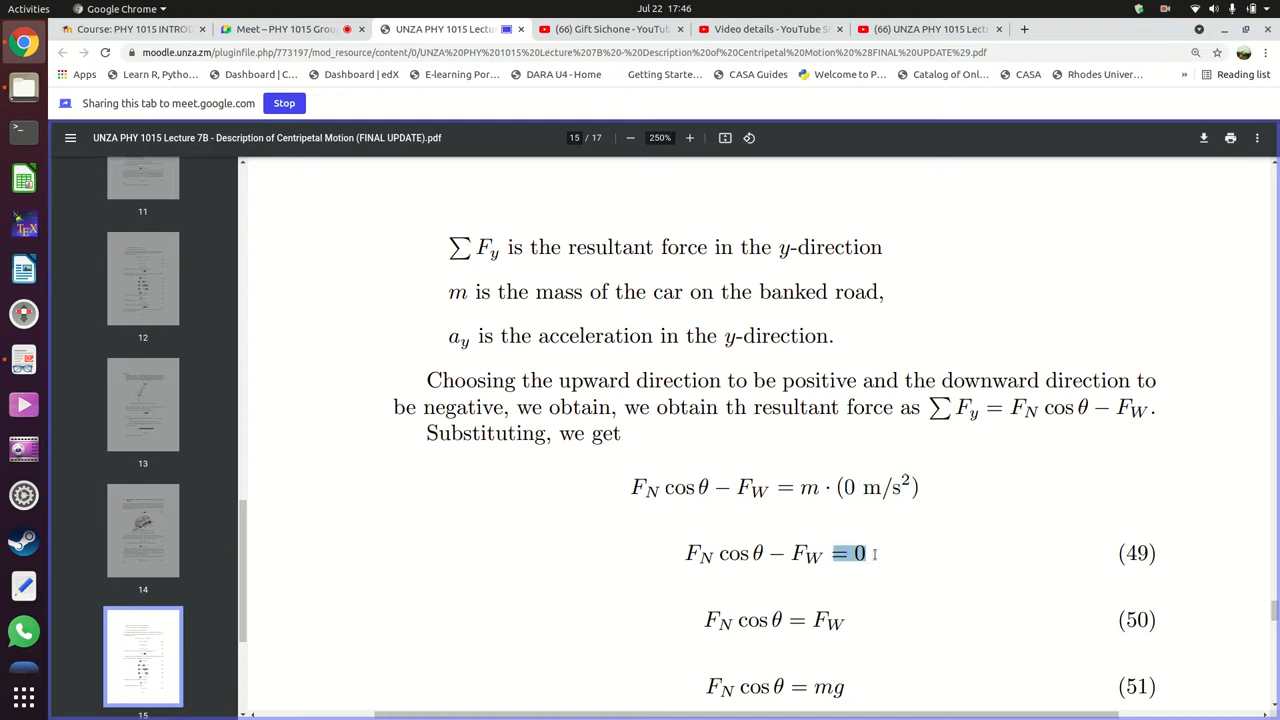 Activities
Google Chrome
Jul 22 17:46
Course: PHY 1015 INTROD
Meet – PHY 1015 Grou
UNZA PHY 1015 Lectu
(66) Gift Sichone - YouTu
Video details - YouTube S
(66) UNZA PHY 1015 Lectu
moodle.unza.zm/pluginfile.php/773197/mod_resource/content/0/UNZA%20PHY%201015%20Lecture%207B%20-%20Description%20of%20Centripetal%20Motion%20%28FINAL%20UPDATE%29.pdf
Apps
Learn R, Pytho...
Dashboard | C...
Dashboard | edX
E-learning Por...
DARA U4 - Home
Getting Starte...
CASA Guides
Welcome to P...
Catalog of Onl...
CASA
Rhodes Univer...
»
Reading list
Sharing this tab to meet.google.com
Stop
UNZA PHY 1015 Lecture 7B - Description of Centripetal Motion (FINAL UPDATE).pdf
15 / 17
250%
11
12
13
14
15
∑ F_y is the resultant force in the y-direction
m is the mass of the car on the banked road,
a_y is the acceleration in the y-direction.
Choosing the upward direction to be positive and the downward direction to
be negative, we obtain, we obtain th resultant force as ∑ F_y = F_N cos θ − F_W.
Substituting, we get
F_N cos θ − F_W = m · (0 m/s²)
F_N cos θ − F_W = 0 (49)
F_N cos θ = F_W (50)
F_N cos θ = mg (51)